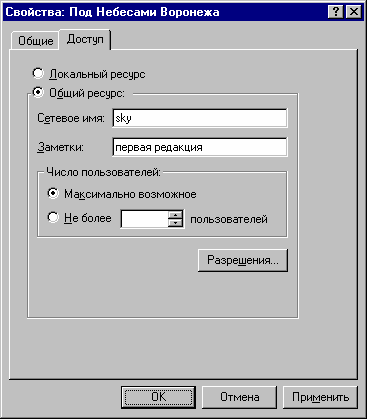 Свойства: Под Небесами Воронежа
Общие Доступ
Локальный ресурс
Общий ресурс:
Сетевое имя: sky
Заметки: первая редакция
Число пользователей:
Максимально возможное
Не более пользователей
Разрешения...
OK Отмена Применить